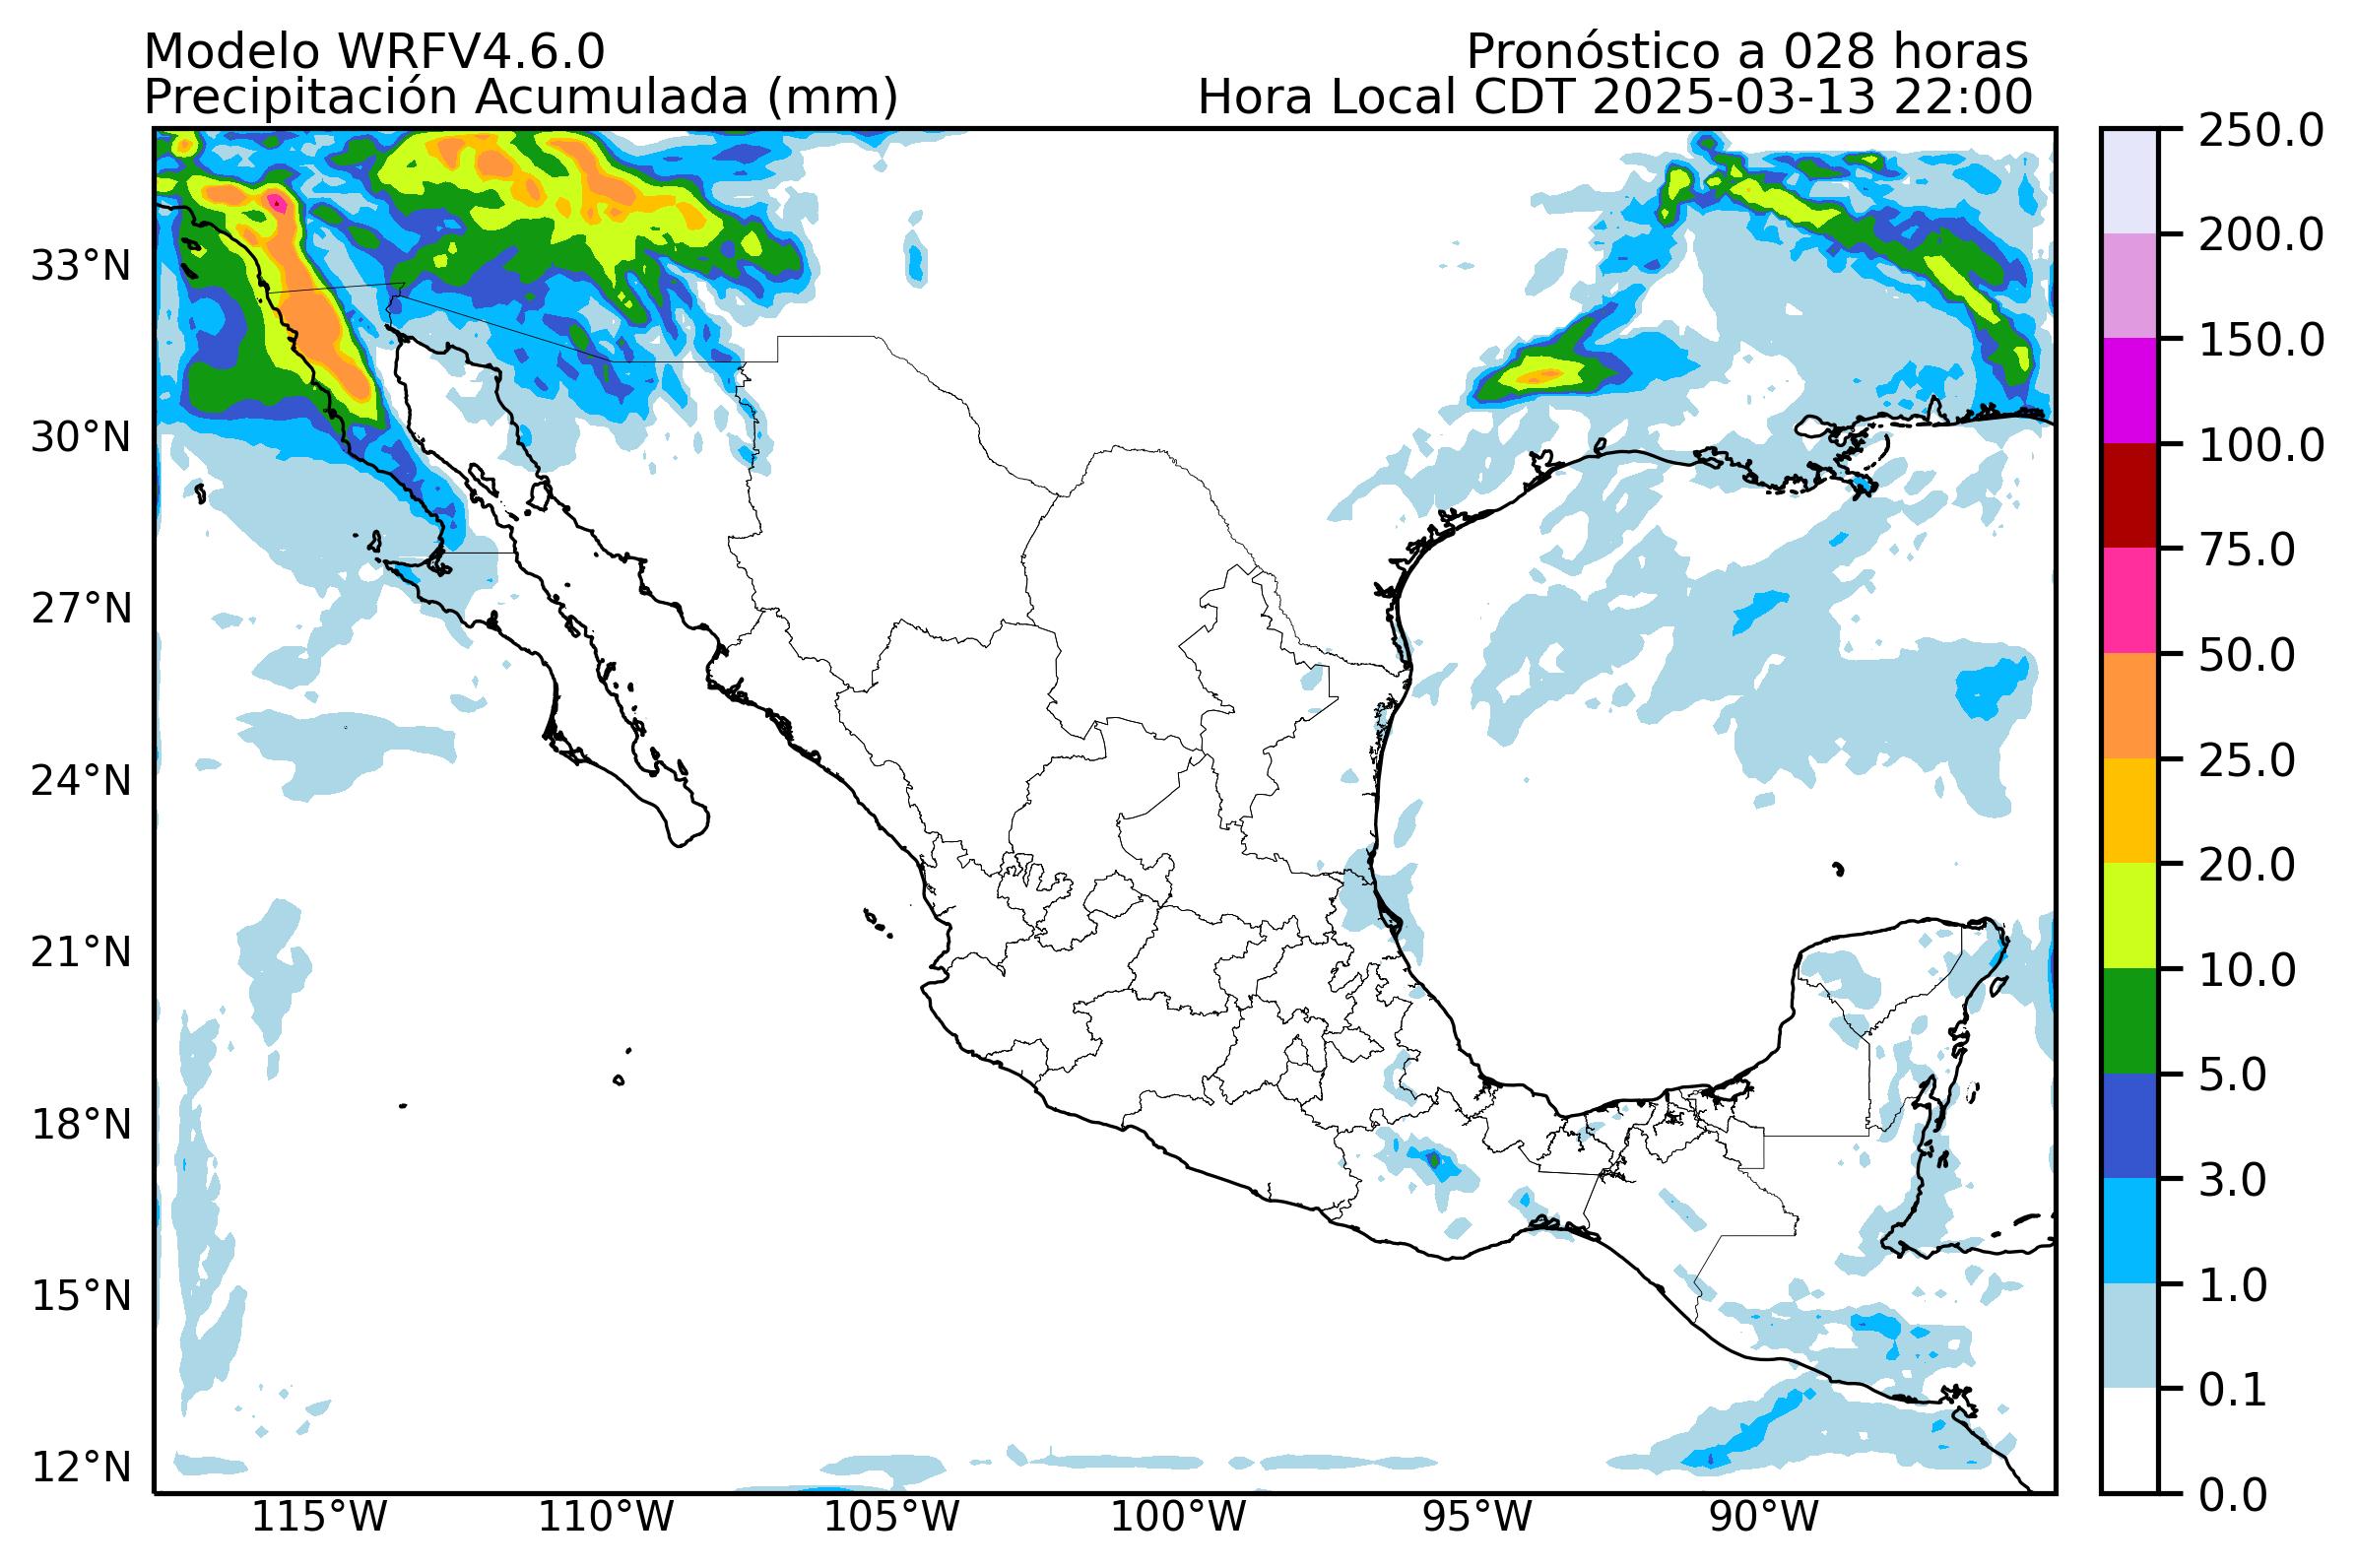 Modelo WRFV4.6.0
Pronóstico a 028 horas
Precipitación Acumulada (mm)
Hora Local CDT 2025-03-13 22:00
250.0
200.0
150.0
100.0
75.0
50.0
25.0
20.0
10.0
5.0
3.0
1.0
0.1
0.0
33°N
30°N
27°N
24°N
21°N
18°N
15°N
12°N
115°W
110°W
105°W
100°W
95°W
90°W